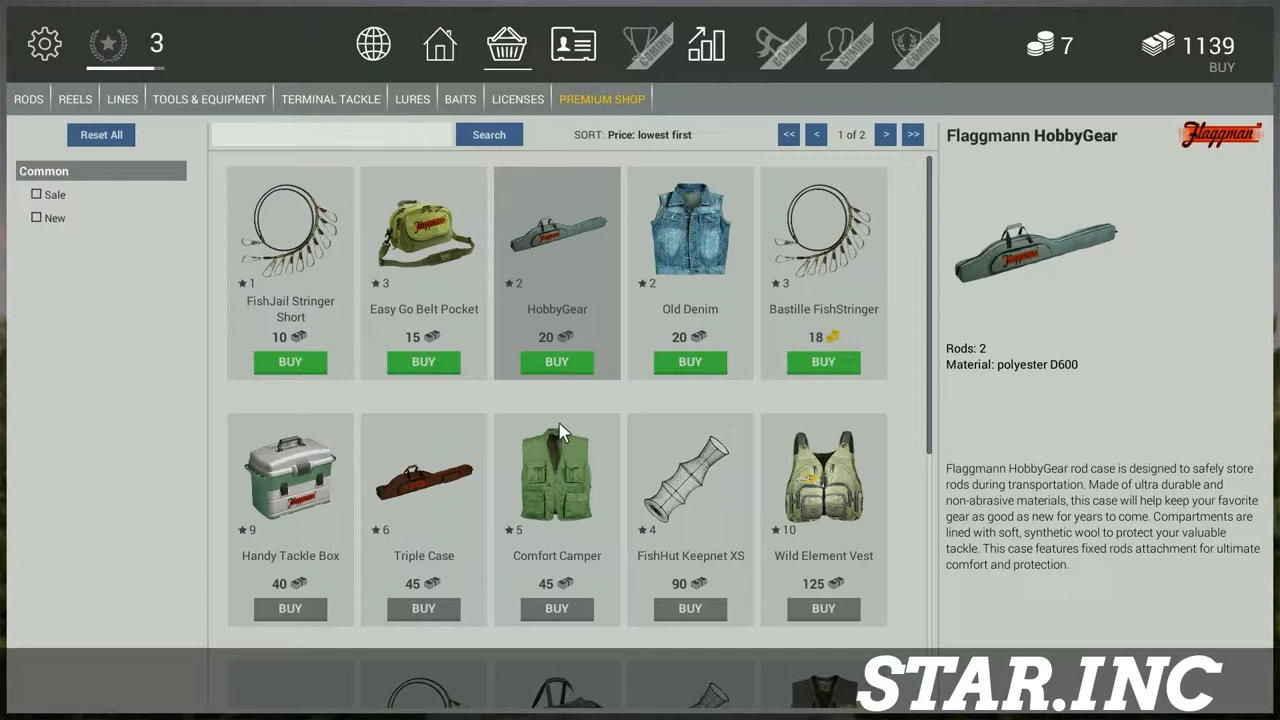 3
COMING
COMING
COMING
COMING
7
1139
BUY
RODS
REELS
LINES
TOOLS & EQUIPMENT
TERMINAL TACKLE
LURES
BAITS
LICENSES
PREMIUM SHOP
Reset All
Search
SORT: Price: lowest first
<<
<
1 of 2
>
>>
Common
Sale
New
1
FishJail Stringer
Short
10
BUY
Flaggman
3
Easy Go Belt Pocket
15
BUY
2
HobbyGear
20
BUY
2
Old Denim
20
BUY
3
Bastille FishStringer
18
BUY
9
Handy Tackle Box
40
BUY
6
Triple Case
45
BUY
5
Comfort Camper
45
BUY
4
FishHut Keepnet XS
90
BUY
10
Wild Element Vest
125
BUY
Flaggmann HobbyGear
Flaggman
Rods: 2
Material: polyester D600
Flaggmann HobbyGear rod case is designed to safely store
rods during transportation. Made of ultra durable and
non-abrasive materials, this case will help keep your favorite
gear as good as new for years to come. Compartments are
lined with soft, synthetic wool to protect your valuable
tackle. This case features fixed rods attachment for ultimate
comfort and protection.
STAR.INC